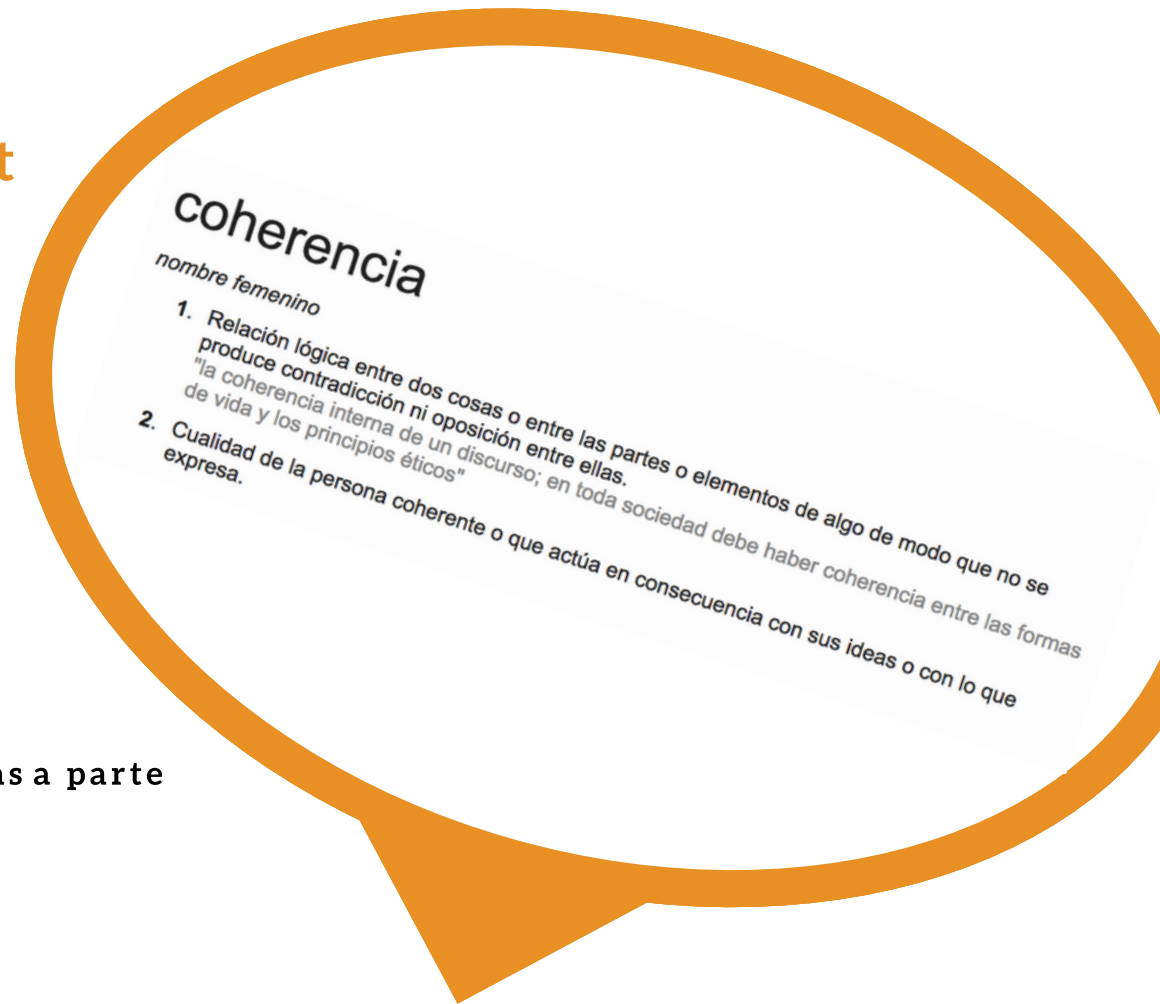 t
coherencia
nombre femenino
1. Relación lógica entre dos cosas o entre las partes o elementos de algo de modo que no se
produce contradicción ni oposición entre ellas.
"la coherencia interna de un discurso; en toda sociedad debe haber coherencia entre las formas
de vida y los principios éticos"
2. Cualidad de la persona coherente o que actúa en consecuencia con sus ideas o con lo que
expresa.
a parte